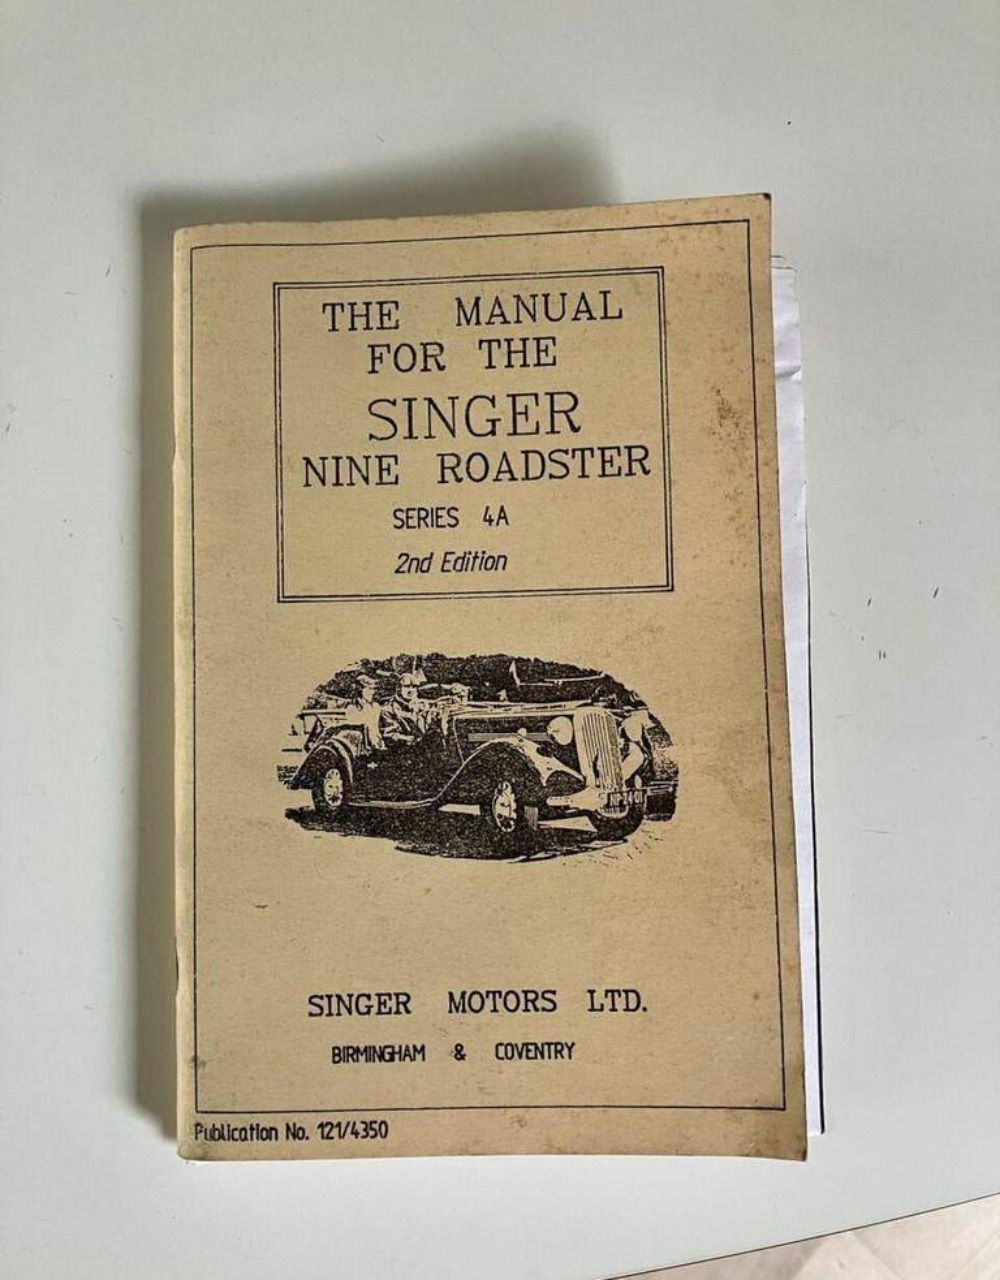 THE MANUAL
FOR THE
SINGER
NINE ROADSTER
SERIES 4A
2nd Edition
SINGER MOTORS LTD.
BIRMINGHAM & COVENTRY
Publication No. 121/4350